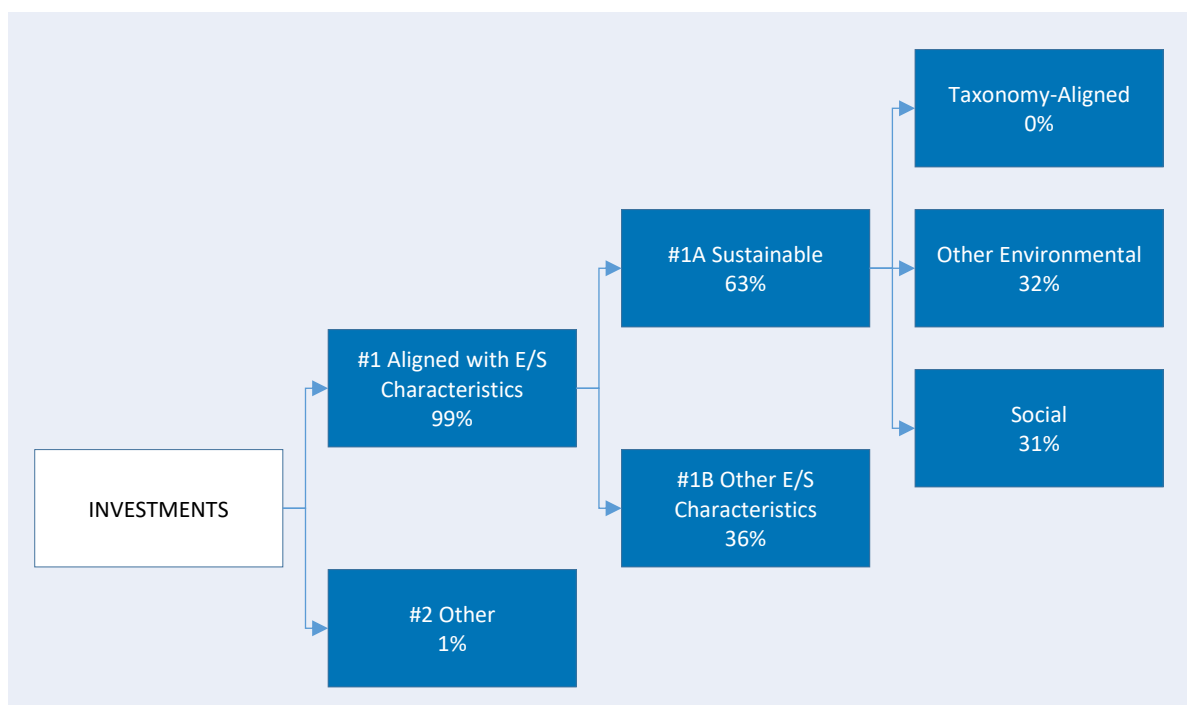 INVESTMENTS
#1 Aligned with E/S
Characteristics
99%
#2 Other
1%
#1A Sustainable
63%
#1B Other E/S
Characteristics
36%
Taxonomy-Aligned
0%
Other Environmental
32%
Social
31%